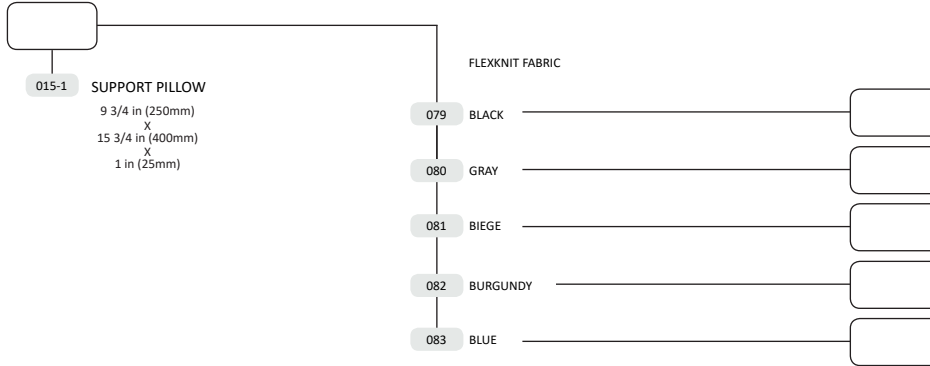 FLEXKNIT FABRIC
015-1 SUPPORT PILLOW
9 3/4 in (250mm)
X
15 3/4 in (400mm)
X
1 in (25mm)
079 BLACK
080 GRAY
081 BIEGE
082 BURGUNDY
083 BLUE